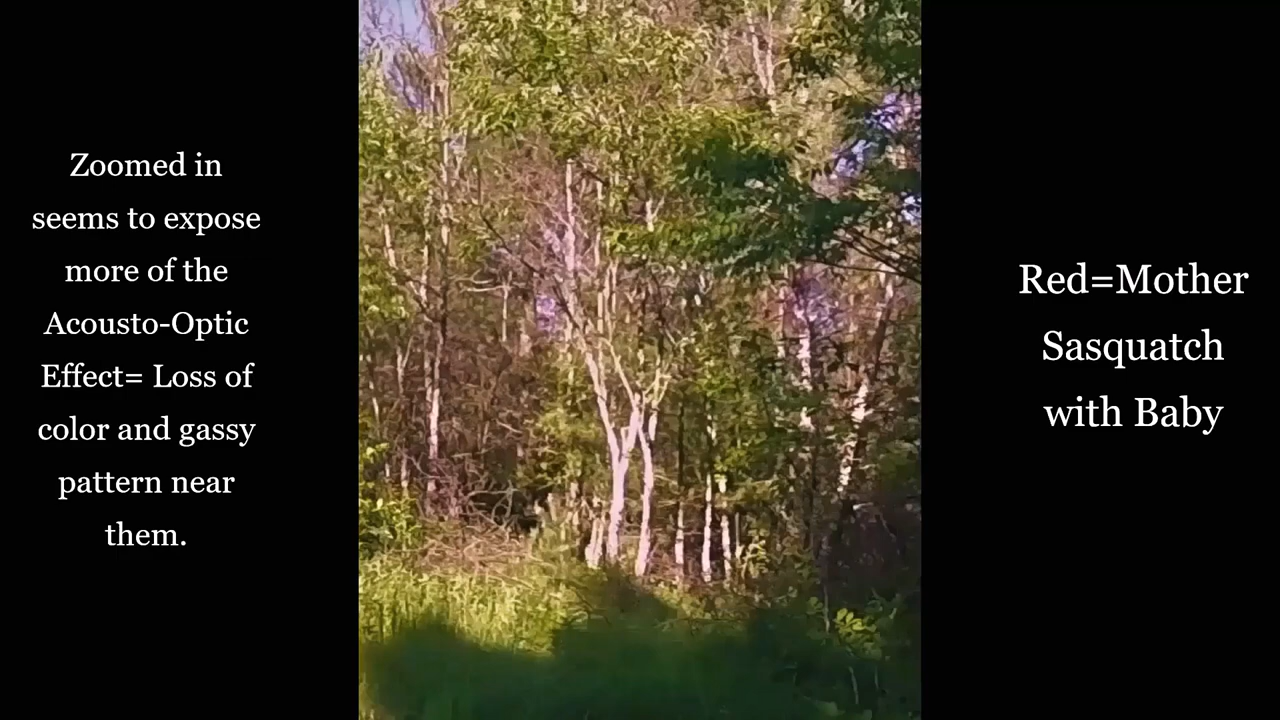 Zoomed in
seems to expose
more of the
Acousto-Optic
Effect= Loss of
color and gassy
pattern near
them.
Red=Mother
Sasquatch
with Baby